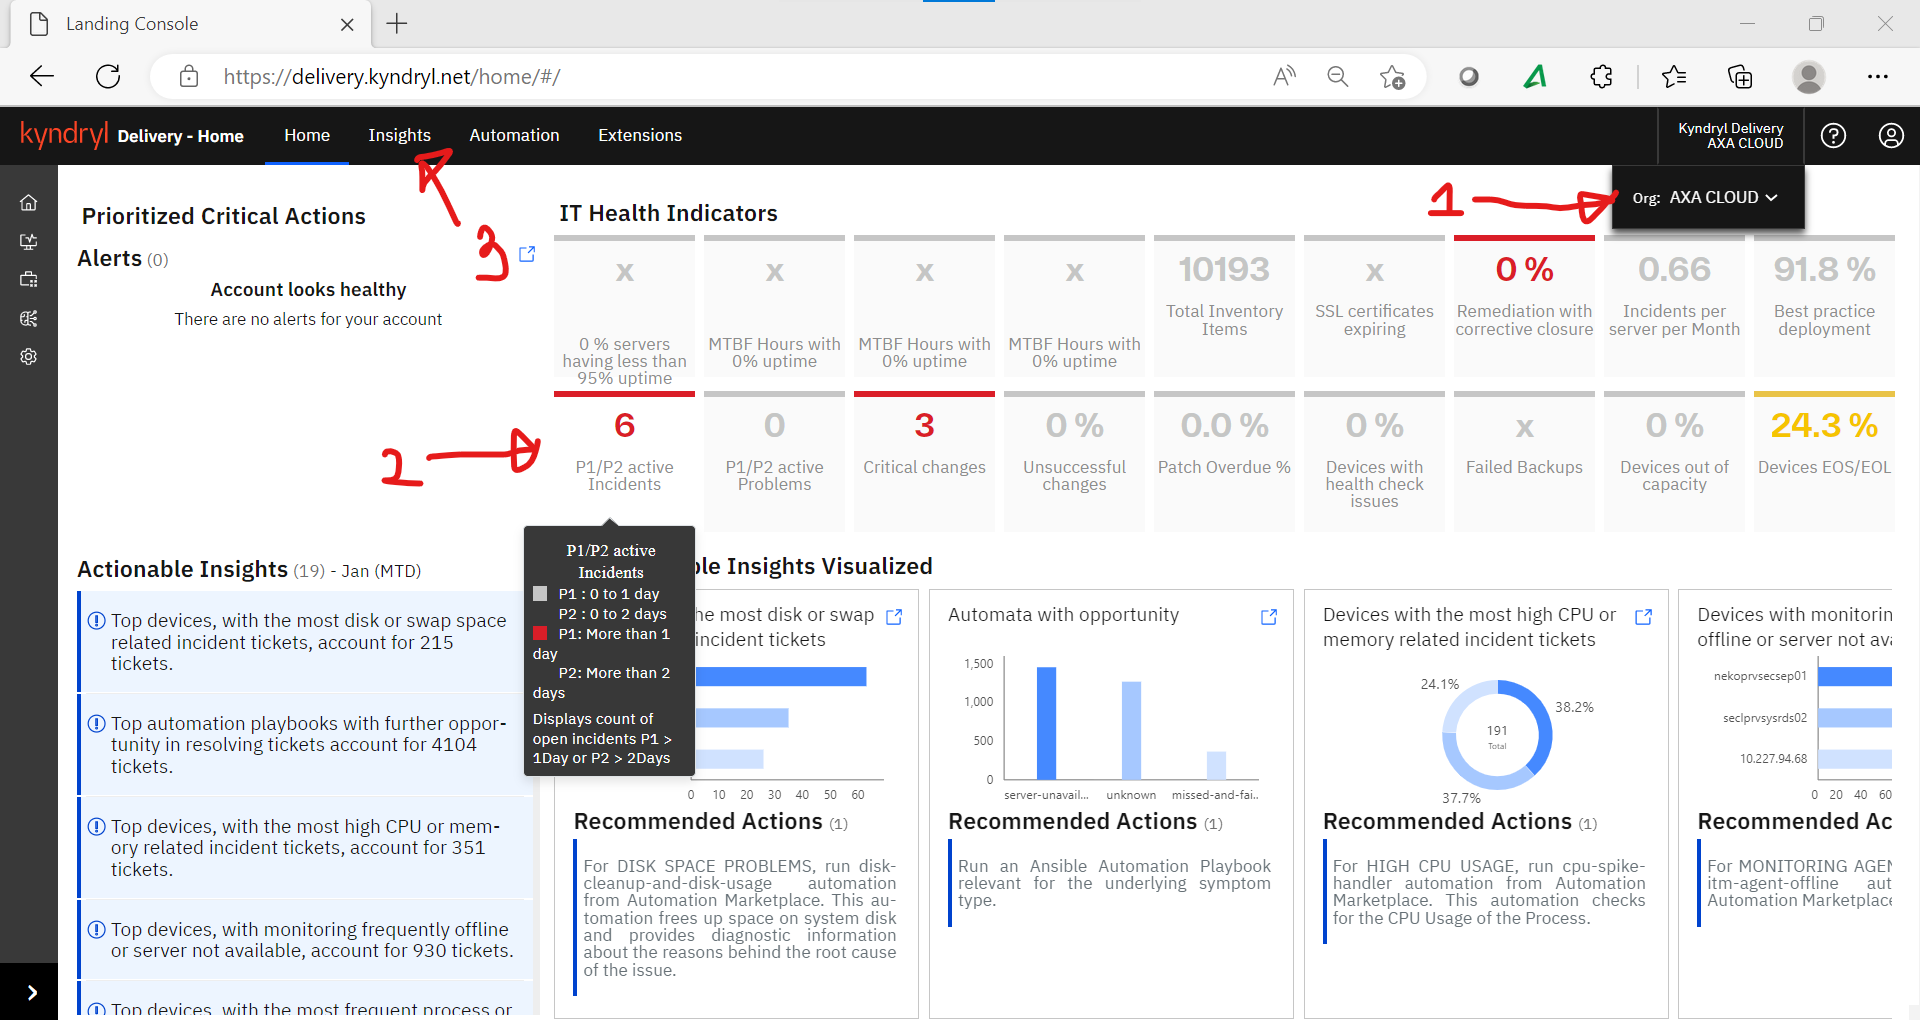 Landing Console
https://delivery.kyndryl.net/home/#/
kyndryl Delivery - Home
Home
Insights
Automation
Extensions
Kyndryl Delivery
AXA CLOUD
Org: AXA CLOUD
1
2
3
Prioritized Critical Actions
Alerts (0)
Account looks healthy
There are no alerts for your account
IT Health Indicators
x
0 % servers
having less than
95% uptime
x
MTBF Hours with
0% uptime
x
MTBF Hours with
0% uptime
x
MTBF Hours with
0% uptime
10193
Total Inventory
Items
x
SSL certificates
expiring
0 %
Remediation with
corrective closure
0.66
Incidents per
server per Month
91.8 %
Best practice
deployment
6
P1/P2 active
Incidents
0
P1/P2 active
Problems
3
Critical changes
0 %
Unsuccessful
changes
0.0 %
Patch Overdue %
0 %
Devices with
health check
issues
x
Failed Backups
0 %
Devices out of
capacity
24.3 %
Devices EOS/EOL
P1/P2 active
Incidents
P1 : 0 to 1 day
P2 : 0 to 2 days
P1: More than 1
day
P2: More than 2
days
Displays count of
open incidents P1 >
1Day or P2 > 2Days
Actionable Insights (19) - Jan (MTD)
Top devices, with the most disk or swap space
related incident tickets, account for 215
tickets.
Top automation playbooks with further oppor-
tunity in resolving tickets account for 4104
tickets.
Top devices, with the most high CPU or mem-
ory related incident tickets, account for 351
tickets.
Top devices, with monitoring frequently offline
or server not available, account for 930 tickets.
Top devices, with the most frequent process or
ble Insights Visualized
he most disk or swap
incident tickets
0 10 20 30 40 50 60
Recommended Actions (1)
For DISK SPACE PROBLEMS, run disk-
cleanup-and-disk-usage automation
from Automation Marketplace. This au-
tomation frees up space on system disk
and provides diagnostic information
about the reasons behind the root cause
of the issue.
Automata with opportunity
1,500
1,000
500
0
server-unavail... unknown missed-and-fai..
Recommended Actions (1)
Run an Ansible Automation Playbook
relevant for the underlying symptom
type.
Devices with the most high CPU or
memory related incident tickets
24.1%
38.2%
191
Total
37.7%
Recommended Actions (1)
For HIGH CPU USAGE, run cpu-spike-
handler automation from Automation
Marketplace. This automation checks
for the CPU Usage of the Process.
Devices with monitorin
offline or server not ava
nekoprvsecsep01
seclprvsysrds02
10.227.94.68
0 20 40 60
Recommended Ac
For MONITORING AGEN
itm-agent-offline aut
Automation Marketplace